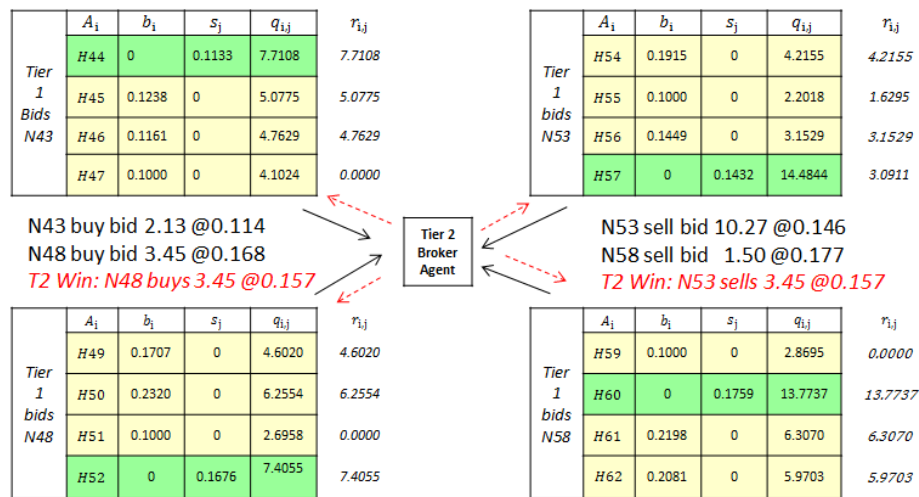 A_i b_i s_j q_i,j r_i,j
Tier 1 Bids N43
H44 0 0.1133 7.7108 7.7108
H45 0.1238 0 5.0775 5.0775
H46 0.1161 0 4.7629 4.7629
H47 0.1000 0 4.1024 0.0000
A_i b_i s_j q_i,j r_i,j
Tier 1 bids N53
H54 0.1915 0 4.2155 4.2155
H55 0.1000 0 2.2018 1.6295
H56 0.1449 0 3.1529 3.1529
H57 0 0.1432 14.4844 3.0911
N43 buy bid 2.13 @0.114
N48 buy bid 3.45 @0.168
T2 Win: N48 buys 3.45 @0.157
Tier 2
Broker
Agent
N53 sell bid 10.27 @0.146
N58 sell bid 1.50 @0.177
T2 Win: N53 sells 3.45 @0.157
A_i b_i s_j q_i,j r_i,j
Tier 1 bids N48
H49 0.1707 0 4.6020 4.6020
H50 0.2320 0 6.2554 6.2554
H51 0.1000 0 2.6958 0.0000
H52 0 0.1676 7.4055 7.4055
A_i b_i s_j q_i,j r_i,j
Tier 1 bids N58
H59 0.1000 0 2.8695 0.0000
H60 0 0.1759 13.7737 13.7737
H61 0.2198 0 6.3070 6.3070
H62 0.2081 0 5.9703 5.9703